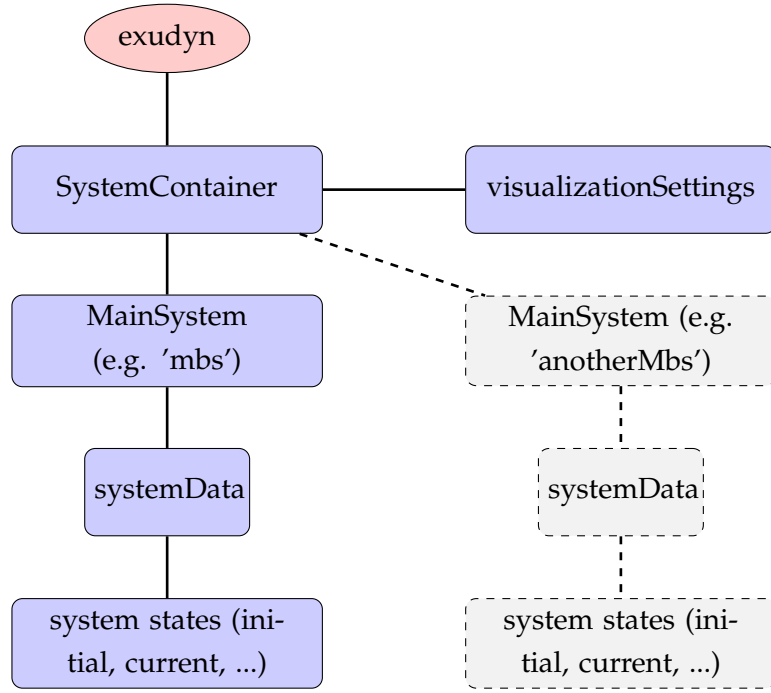 exudyn
SystemContainer
visualizationSettings
MainSystem
(e.g. 'mbs')
MainSystem (e.g.
'anotherMbs')
systemData
systemData
system states (ini-
tial, current, ...)
system states (ini-
tial, current, ...)